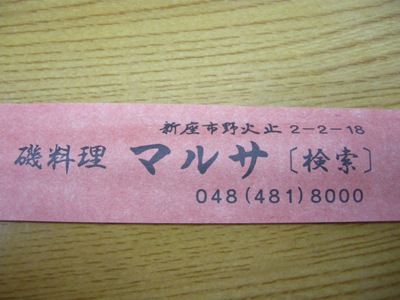 新座市野火止 2-2-18
磯料理 マルサ 〔検索〕
048(481)8000